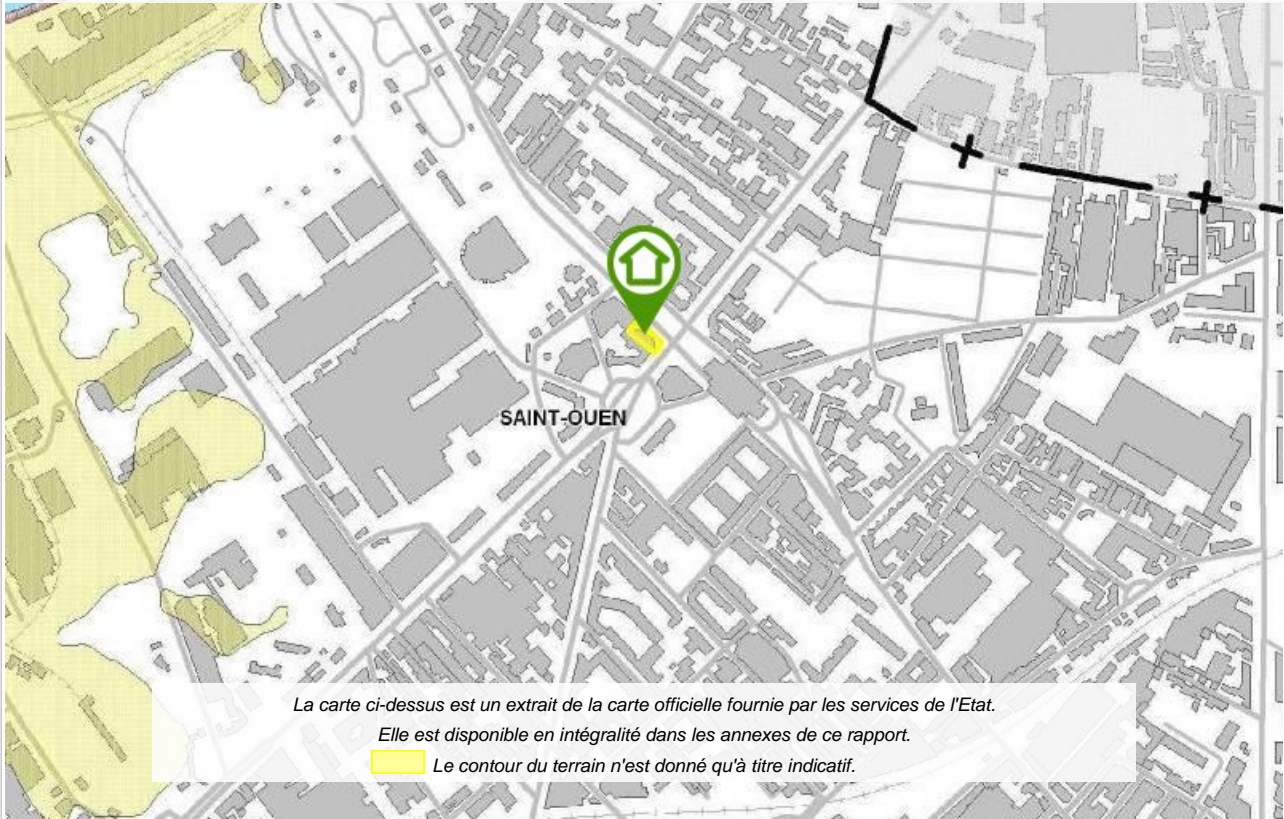 SAINT-OUEN
La carte ci-dessus est un extrait de la carte officielle fournie par les services de l'Etat.
Elle est disponible en intégralité dans les annexes de ce rapport.
Le contour du terrain n'est donné qu'à titre indicatif.